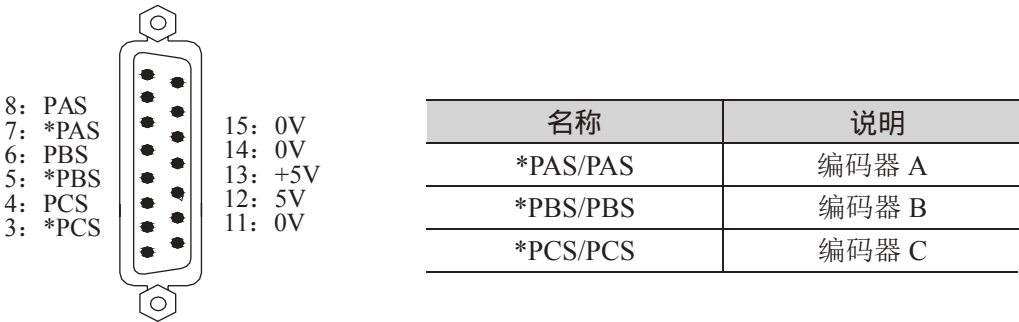 8：PAS
7：*PAS
6：PBS
5：*PBS
4：PCS
3：*PCS
15：0V
14：0V
13：+5V
12：5V
11：0V
名称 说明
*PAS/PAS 编码器 A
*PBS/PBS 编码器 B
*PCS/PCS 编码器 C